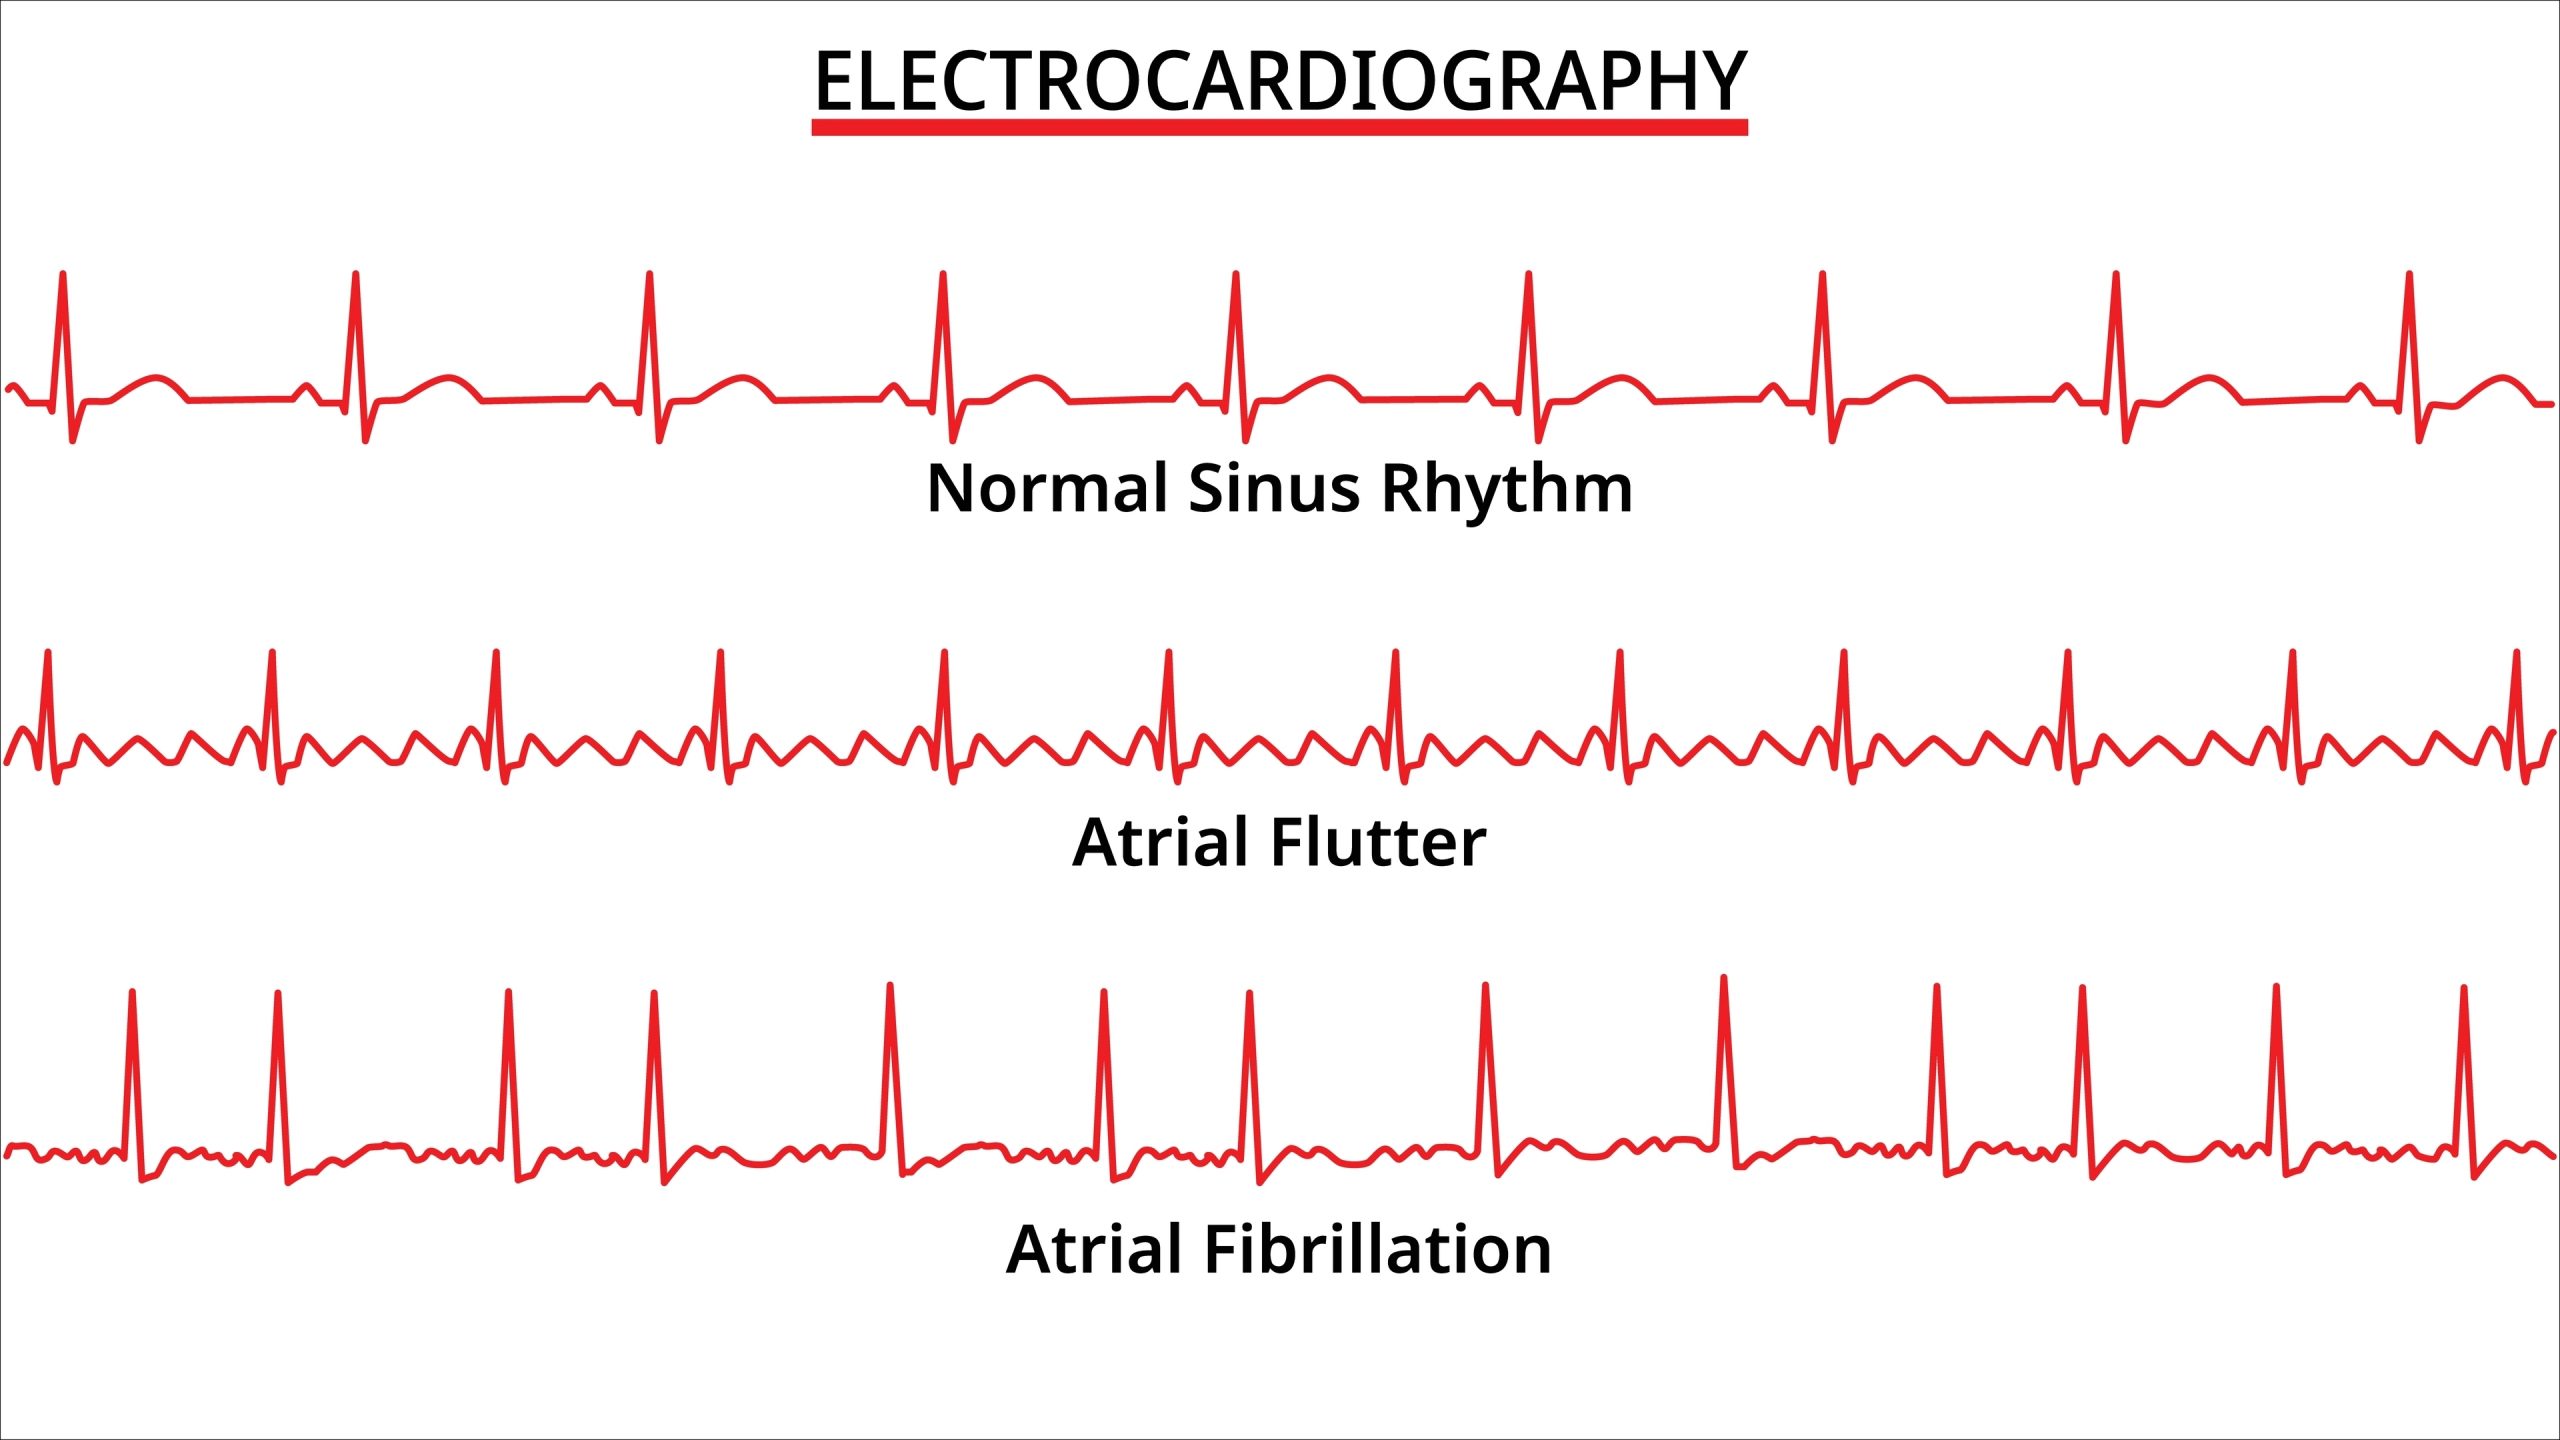 ELECTROCARDIOGRAPHY
Normal Sinus Rhythm
Atrial Flutter
Atrial Fibrillation